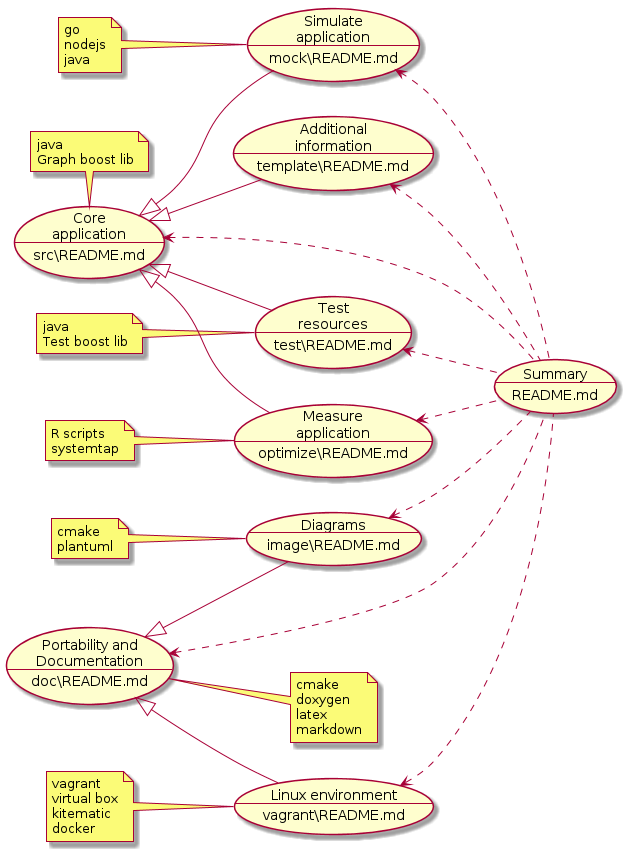 go
nodejs
java
Simulate
application
mock\README.md
Additional
information
template\README.md
java
Graph boost lib
Core
application
src\README.md
Test
resources
test\README.md
java
Test boost lib
Summary
README.md
Measure
application
optimize\README.md
R scripts
systemtap
Diagrams
image\README.md
cmake
plantuml
Portability and
Documentation
doc\README.md
cmake
doxygen
latex
markdown
vagrant
virtual box
kitematic
docker
Linux environment
vagrant\README.md